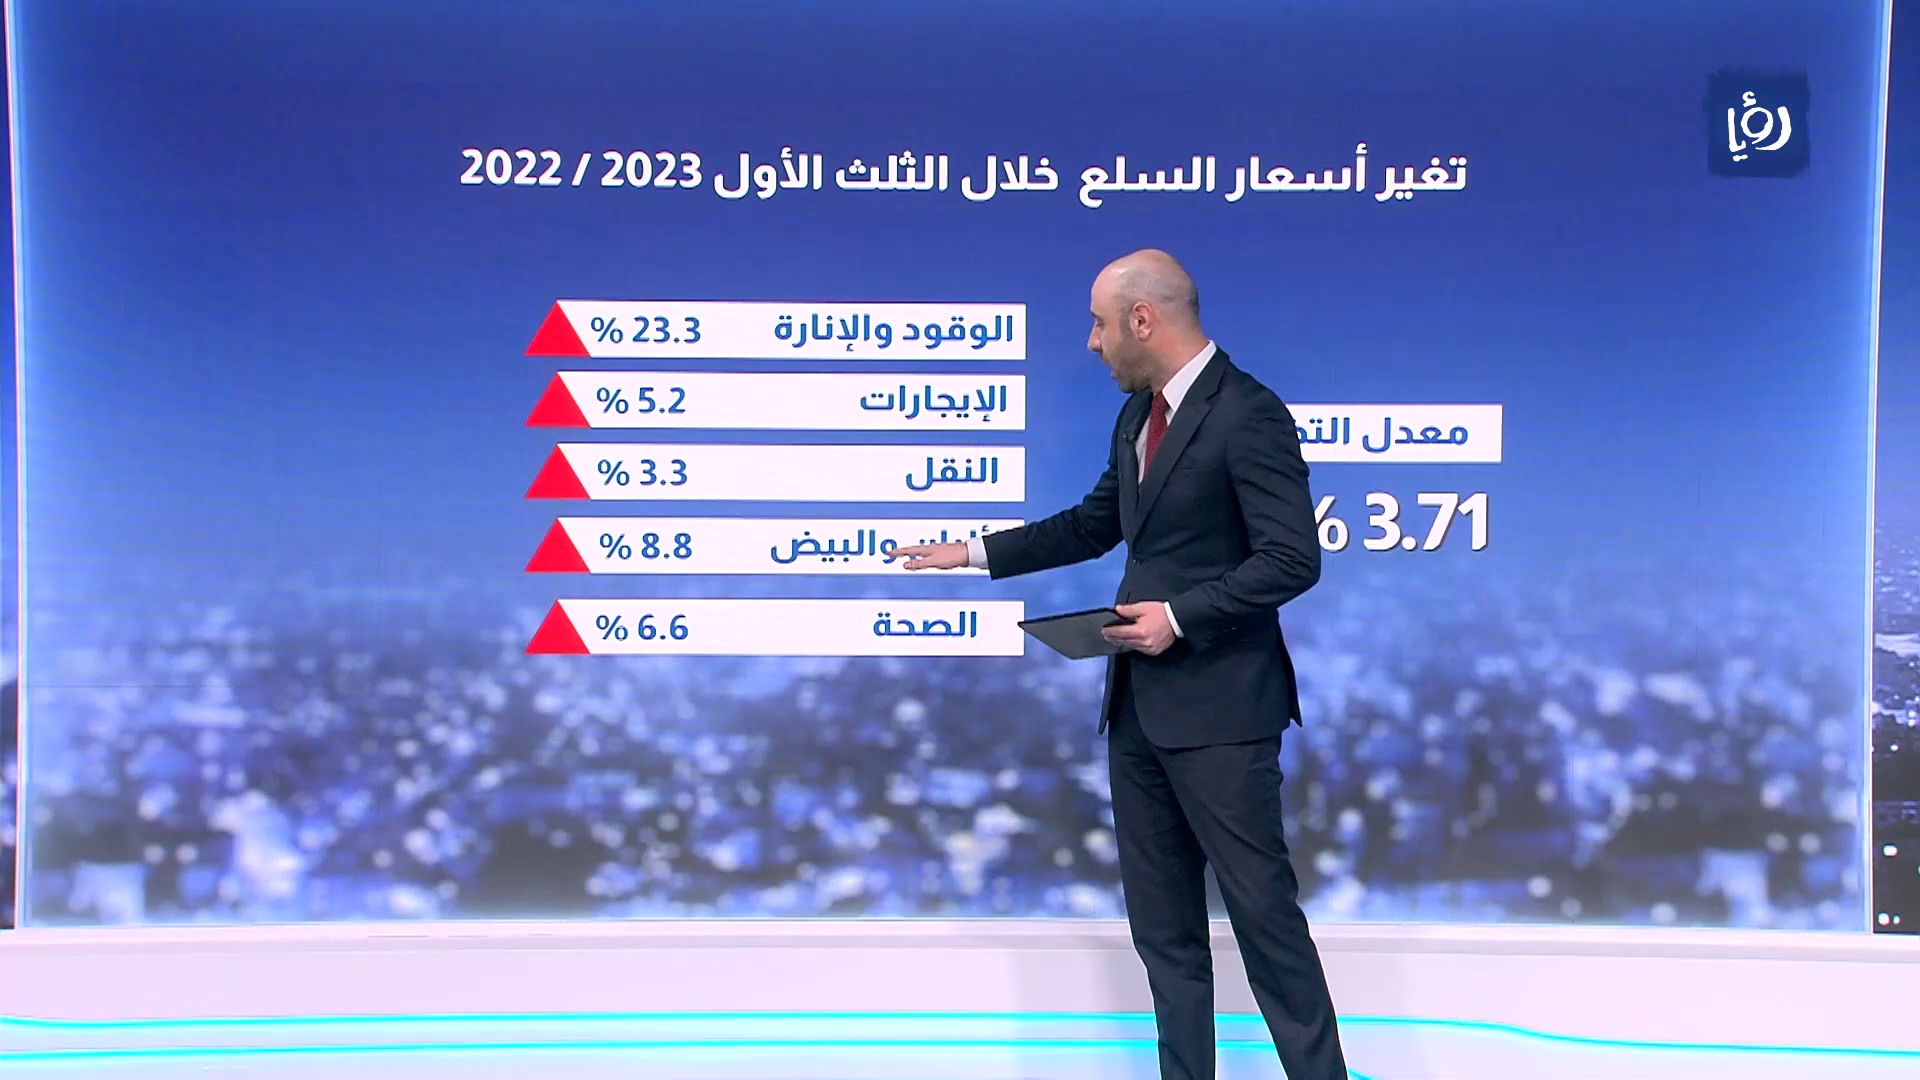 رؤيا
تغير أسعار السلع خلال الثلث الأول 2023 / 2022
معدل
3.71 %
الوقود والإنارة 23.3 %
الإيجارات 5.2 %
النقل 3.3 %
والبيض 8.8 %
الصحة 6.6 %